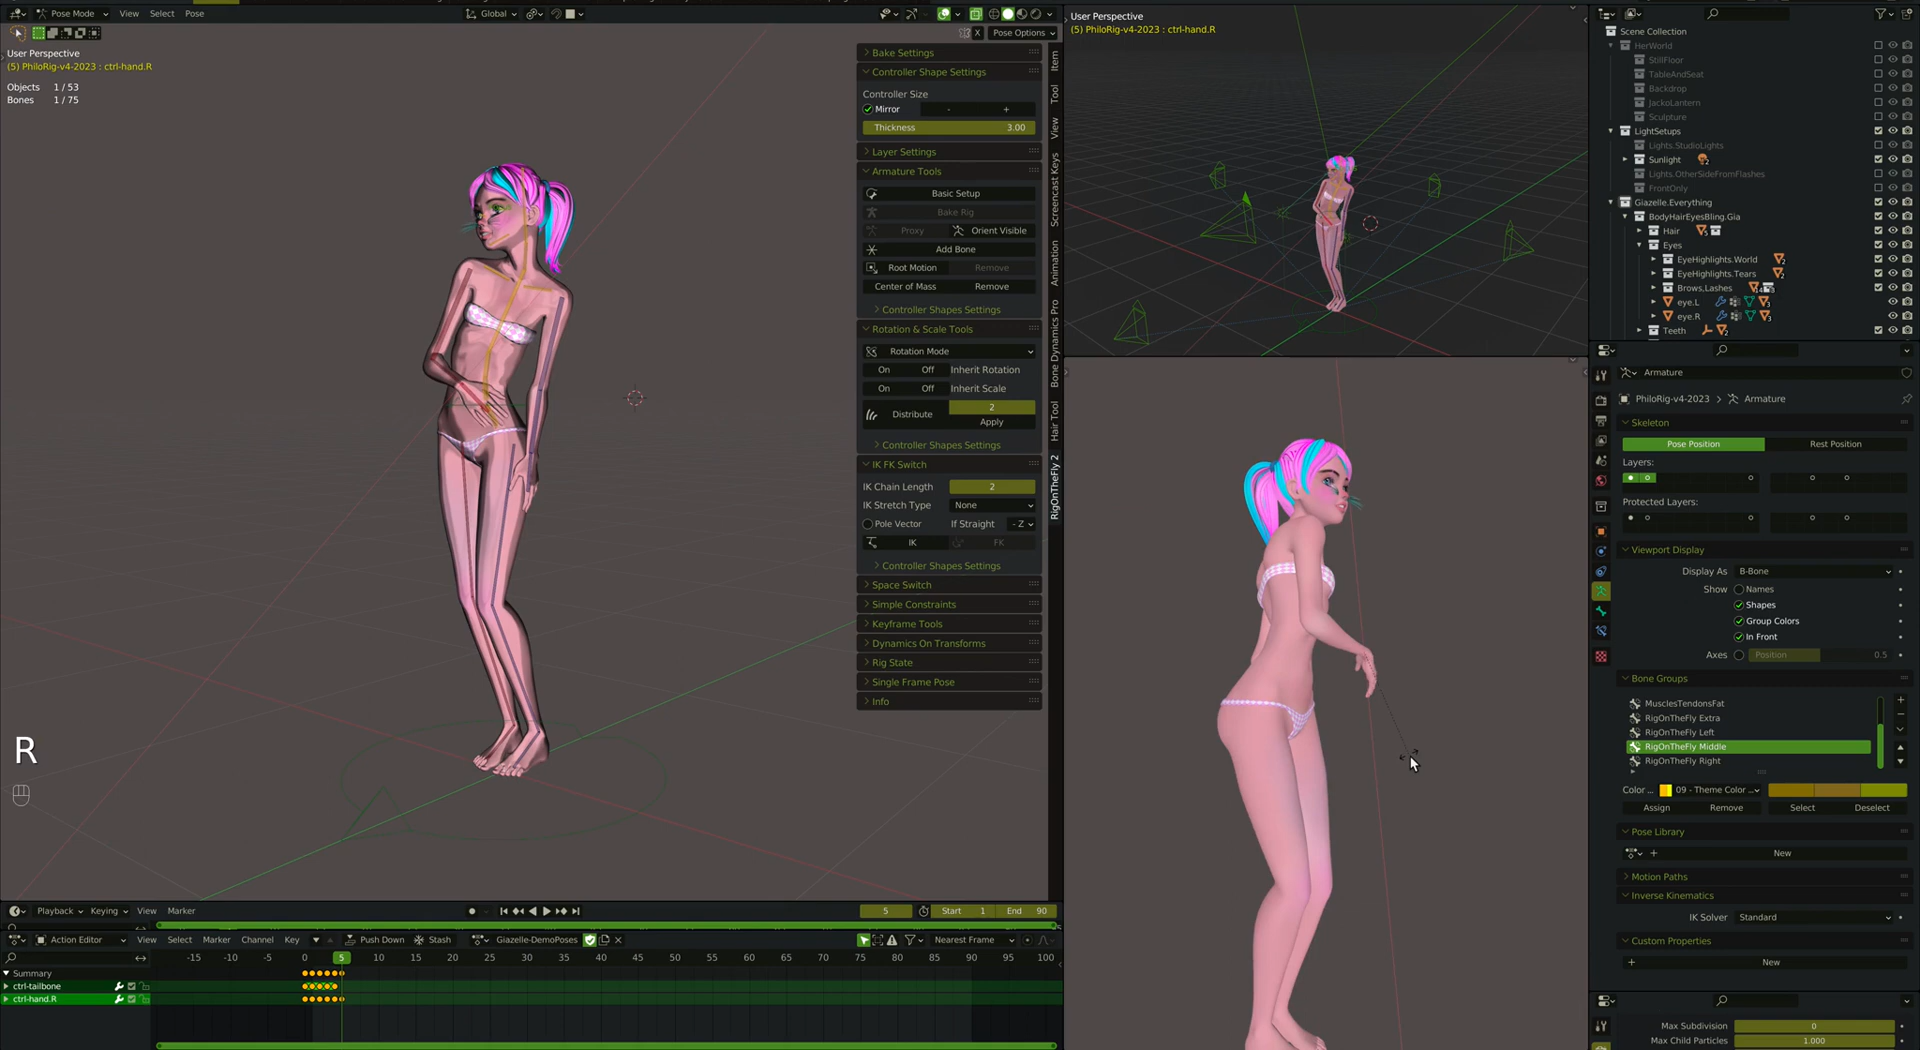 Pose Mode View Select Pose Global
X Pose Options
User Perspective
(5) PhiloRig-v4-2023 : ctrl-hand.R
Objects 1 / 53
Bones 1 / 75
Bake Settings
Controller Shape Settings
Controller Size
Mirror - +
Thickness 3.00
Layer Settings
Armature Tools
Basic Setup
Bake Rig
Proxy Orient Visible
Add Bone
Root Motion Remove
Center of Mass Remove
Controller Shapes Settings
Rotation & Scale Tools
Rotation Mode
On Off Inherit Rotation
On Off Inherit Scale
Distribute 2
Apply
Controller Shapes Settings
IK FK Switch
IK Chain Length 2
IK Stretch Type None
Pole Vector If Straight - Z
IK FK
Controller Shapes Settings
Space Switch
Simple Constraints
Keyframe Tools
Dynamics On Transforms
Rig State
Single Frame Pose
Info
Item
Tool
View
Screencast Keys
Animation
Bone Dynamics Pro
Hair Tool
RigOnTheFly 2
R
User Perspective
(5) PhiloRig-v4-2023 : ctrl-hand.R
Scene Collection
HerWorld
StillFloor
TableAndSeat
Backdrop
JackoLantern
Sculpture
LightSetups
Lights.StudioLights
Sunlight 2
Lights.OtherSideFromFlashes
FrontOnly
Giazelle.Everything
BodyHairEyesBling.Gia
Hair
Eyes
EyeHighlights.World 2
EyeHighlights.Tears 2
Brows,Lashes
eye.L
eye.R
Teeth 2
Armature
PhiloRig-v4-2023 > Armature
Skeleton
Pose Position Rest Position
Layers:
Protected Layers:
Viewport Display
Display As B-Bone
Show Names
Shapes
Group Colors
In Front
Axes Position 0.5
Bone Groups
MusclesTendonsFat
RigOnTheFly Extra
RigOnTheFly Left
RigOnTheFly Middle
RigOnTheFly Right
Color ... 09 - Theme Color ...
Assign Remove Select Deselect
Pose Library
+ New
Motion Paths
Inverse Kinematics
IK Solver Standard
Custom Properties
+ New
Max Subdivision 0
Max Child Particles 1.000
Playback Keying View Marker 5 Start 1 End 90
Action Editor View Select Marker Channel Key Push Down Stash Giazelle-DemoPoses Nearest Frame
-15 -10 -5 0 5 10 15 20 25 30 35 40 45 50 55 60 65 70 75 80 85 90 95 100
Summary
ctrl-tailbone
ctrl-hand.R